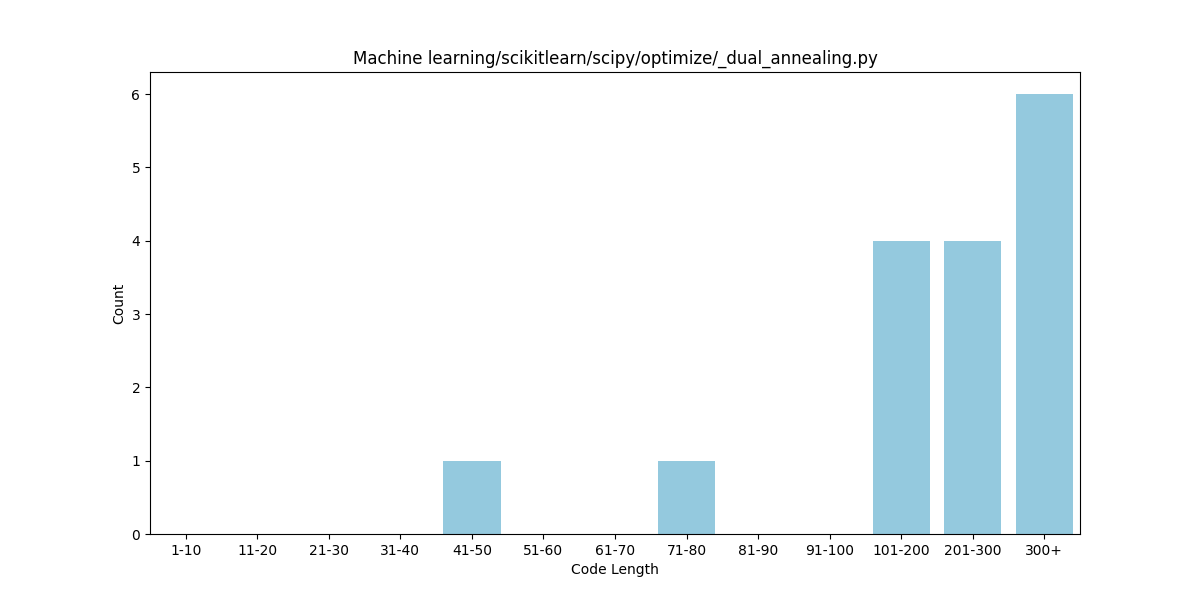 Machine learning/scikitlearn/scipy/optimize/_dual_annealing.py
6
5
4
3
2
1
0
Count
1-10 11-20 21-30 31-40 41-50 51-60 61-70 71-80 81-90 91-100 101-200 201-300 300+
Code Length